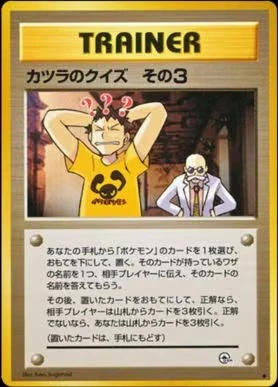 TRAINER
カツラのクイズ その3
? ? ?
あなたの手札から「ポケモン」のカードを1枚選び、
おもてを下にして、置く。そのカードが持っているワザ
の名前を1つ、相手プレイヤーに伝え、そのカードの
名前を答えてもらう。
その後、置いたカードをおもてにして、正解なら、
相手プレイヤーは山札からカードを3枚引く。正解
でないなら、あなたは山札からカードを3枚引く。
(置いたカードは、手札にもどす)
Illus. Ken Sugimori